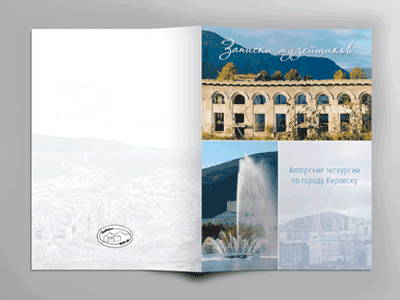 Записки музейщиков
Авторские экскурсии
по городу Кировску